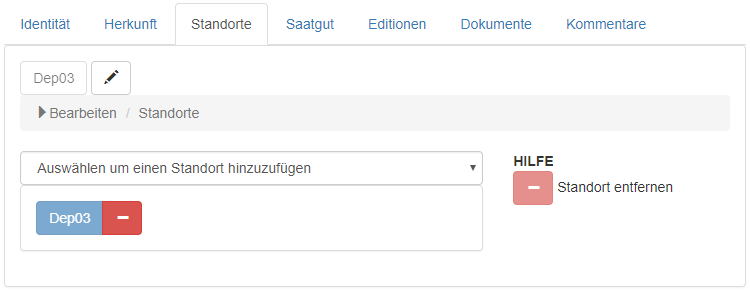 Identität Herkunft Standorte Saatgut Editionen Dokumente Kommentare
Dep03
Bearbeiten / Standorte
Auswählen um einen Standort hinzuzufügen
Dep03
HILFE
Standort entfernen